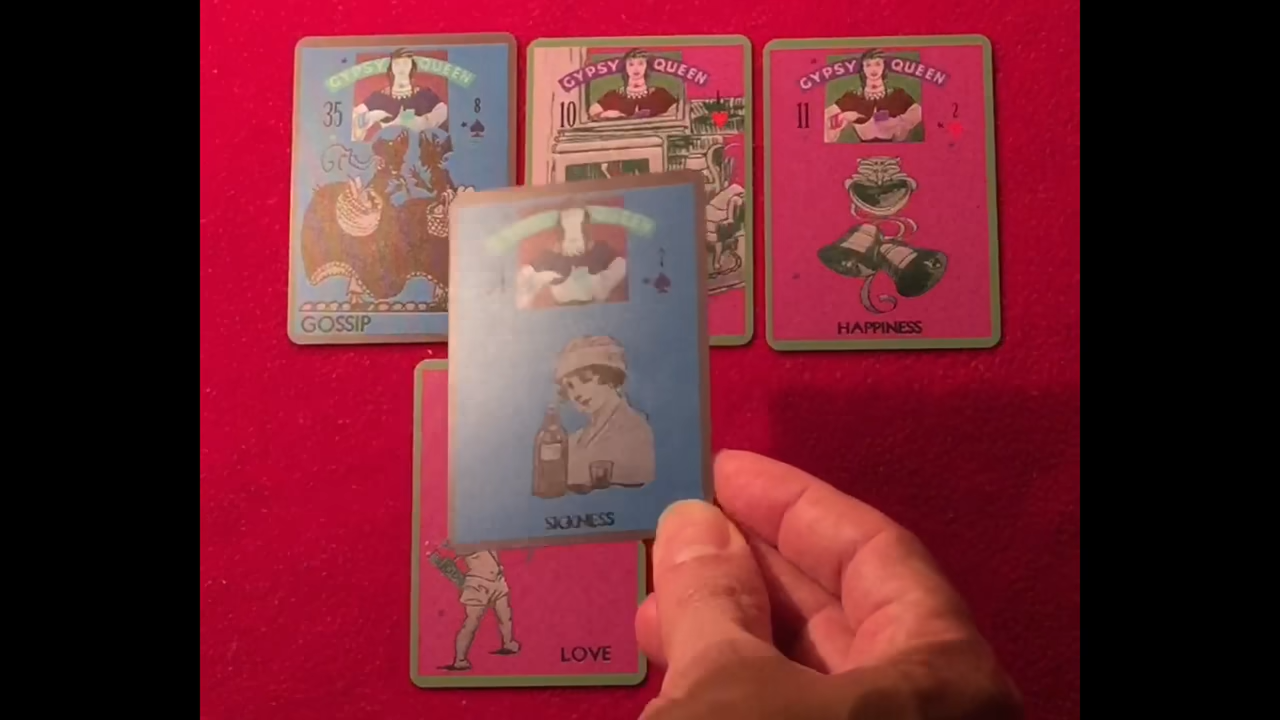 GYPSY QUEEN
35
8
GOSSIP
GYPSY QUEEN
10
GYPSY QUEEN
11
2
HAPPINESS
SICKNESS
LOVE